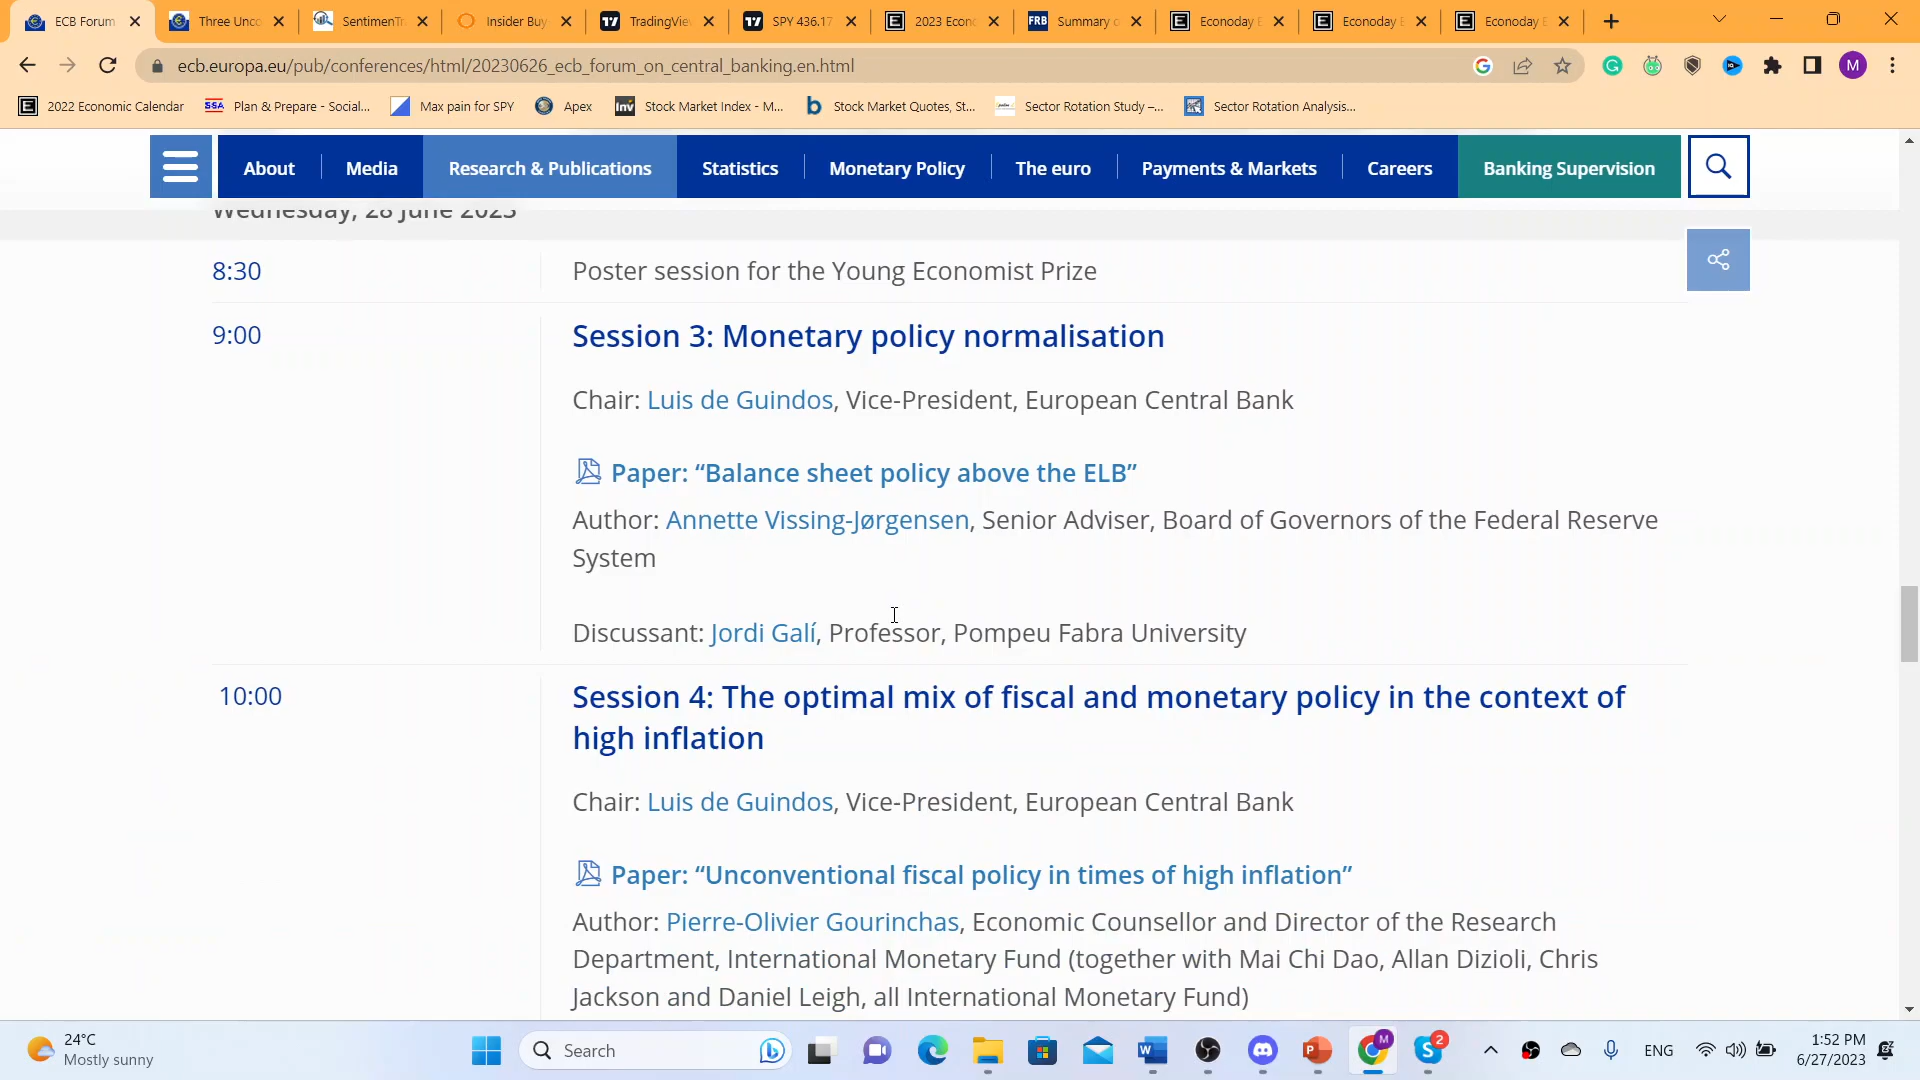 ECB Forum
Three Unco
SentimenTr
Insider Buy
TradingVie
SPY 436.17
2023 Econ
FRB Summary o
Econoday E
Econoday E
Econoday E
ecb.europa.eu/pub/conferences/html/20230626_ecb_forum_on_central_banking.en.html
M
2022 Economic Calendar
SSA Plan & Prepare - Social...
Max pain for SPY
Apex
Inv Stock Market Index - M...
b Stock Market Quotes, St...
Sector Rotation Study –...
Sector Rotation Analysis...
About
Media
Research & Publications
Statistics
Monetary Policy
The euro
Payments & Markets
Careers
Banking Supervision
Wednesday, 28 June 2023
8:30
Poster session for the Young Economist Prize
9:00
Session 3: Monetary policy normalisation
Chair: Luis de Guindos, Vice-President, European Central Bank
Paper: “Balance sheet policy above the ELB”
Author: Annette Vissing-Jørgensen, Senior Adviser, Board of Governors of the Federal Reserve
System
Discussant: Jordi Galí, Professor, Pompeu Fabra University
10:00
Session 4: The optimal mix of fiscal and monetary policy in the context of
high inflation
Chair: Luis de Guindos, Vice-President, European Central Bank
Paper: “Unconventional fiscal policy in times of high inflation”
Author: Pierre-Olivier Gourinchas, Economic Counsellor and Director of the Research
Department, International Monetary Fund (together with Mai Chi Dao, Allan Dizioli, Chris
Jackson and Daniel Leigh, all International Monetary Fund)
24°C
Mostly sunny
Search
2
ENG
1:52 PM
6/27/2023